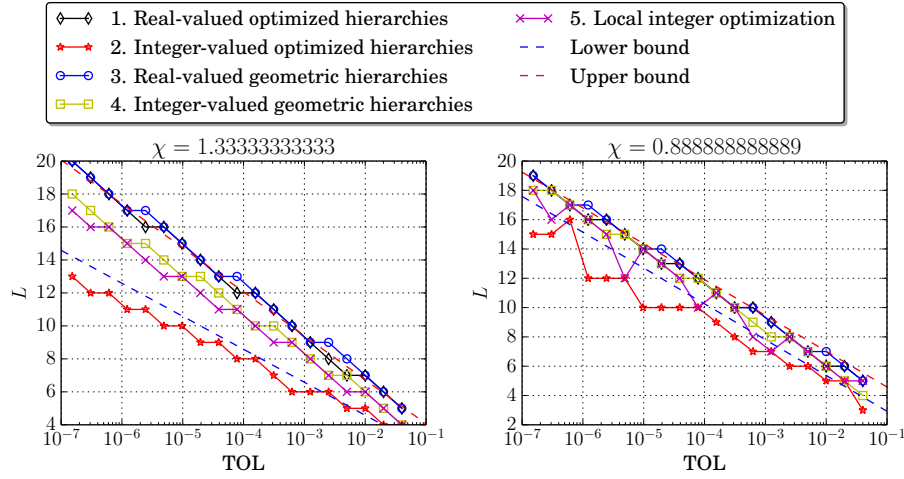 1. Real-valued optimized hierarchies
2. Integer-valued optimized hierarchies
3. Real-valued geometric hierarchies
4. Integer-valued geometric hierarchies
5. Local integer optimization
Lower bound
Upper bound
χ = 1.33333333333
20
18
16
14
12
10
8
6
4
L
10⁻⁷ 10⁻⁶ 10⁻⁵ 10⁻⁴ 10⁻³ 10⁻² 10⁻¹
TOL
χ = 0.888888888889
20
18
16
14
12
10
8
6
4
2
L
10⁻⁷ 10⁻⁶ 10⁻⁵ 10⁻⁴ 10⁻³ 10⁻² 10⁻¹
TOL